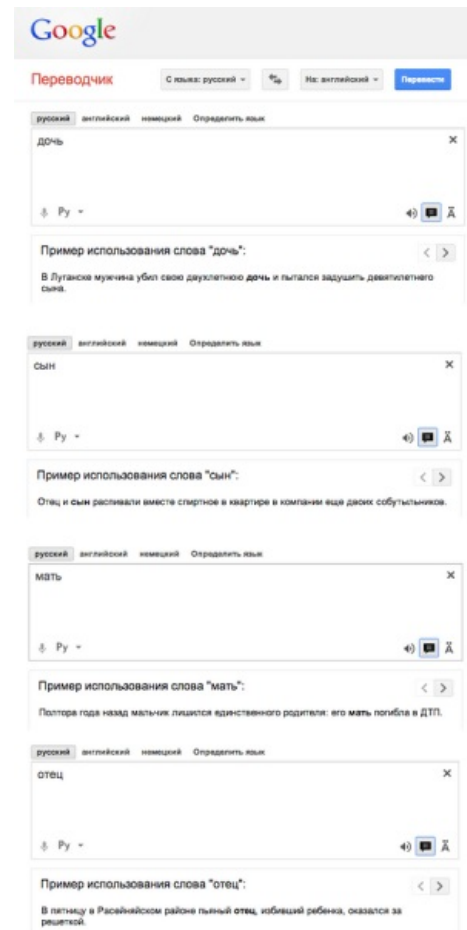 Google
Переводчик С языка: русский На: английский Перевести
русский английский немецкий Определить язык
дочь
Ру Ä
Пример использования слова "дочь":
В Луганске мужчина убил свою двухлетнюю дочь и пытался задушить девятилетнего
сына.
русский английский немецкий Определить язык
сын
Ру Ä
Пример использования слова "сын":
Отец и сын распивали вместе спиртное в квартире в компании еще двоих собутыльников.
русский английский немецкий Определить язык
мать
Ру Ä
Пример использования слова "мать":
Полтора года назад мальчик лишился единственного родителя: его мать погибла в ДТП.
русский английский немецкий Определить язык
отец
Ру Ä
Пример использования слова "отец":
В пятницу в Расейняйском районе пьяный отец, избивший ребенка, оказался за
решеткой.